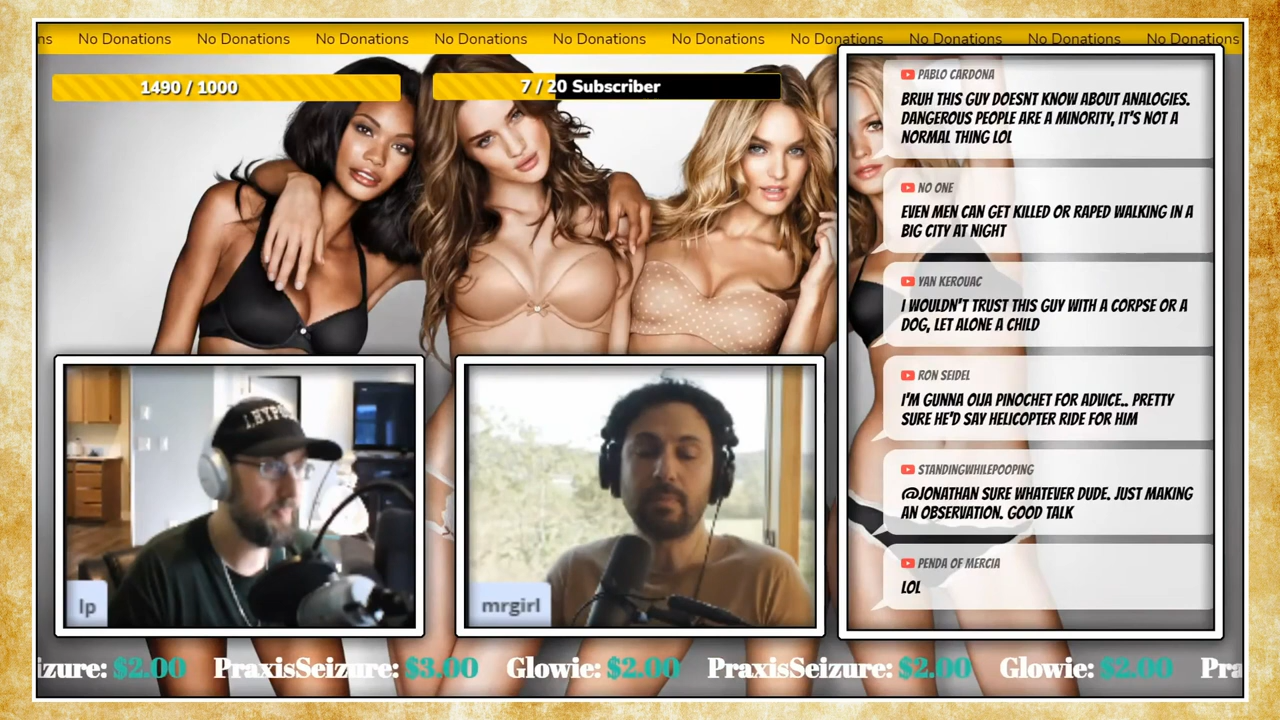 ns No Donations No Donations No Donations No Donations No Donations No Donations No Donations No Donations No Donations No Donations
1490 / 1000
7 / 20 Subscriber
PABLO CARDONA
BRUH THIS GUY DOESNT KNOW ABOUT ANALOGIES.
DANGEROUS PEOPLE ARE A MINORITY, IT'S NOT A
NORMAL THING LOL
NO ONE
EVEN MEN CAN GET KILLED OR RAPED WALKING IN A
BIG CITY AT NIGHT
YAN KEROUAC
I WOULDN'T TRUST THIS GUY WITH A CORPSE OR A
DOG, LET ALONE A CHILD
RON SEIDEL
I'M GUNNA OIJA PINOCHET FOR ADVICE.. PRETTY
SURE HE'D SAY HELICOPTER RIDE FOR HIM
STANDINGWHILEPOOPING
@JONATHAN SURE WHATEVER DUDE. JUST MAKING
AN OBSERVATION. GOOD TALK
PENDA OF MERCIA
LOL
lp
mrgirl
izure: $2.00 PraxisSeizure: $3.00 Glowie: $2.00 PraxisSeizure: $2.00 Glowie: $2.00 Pra